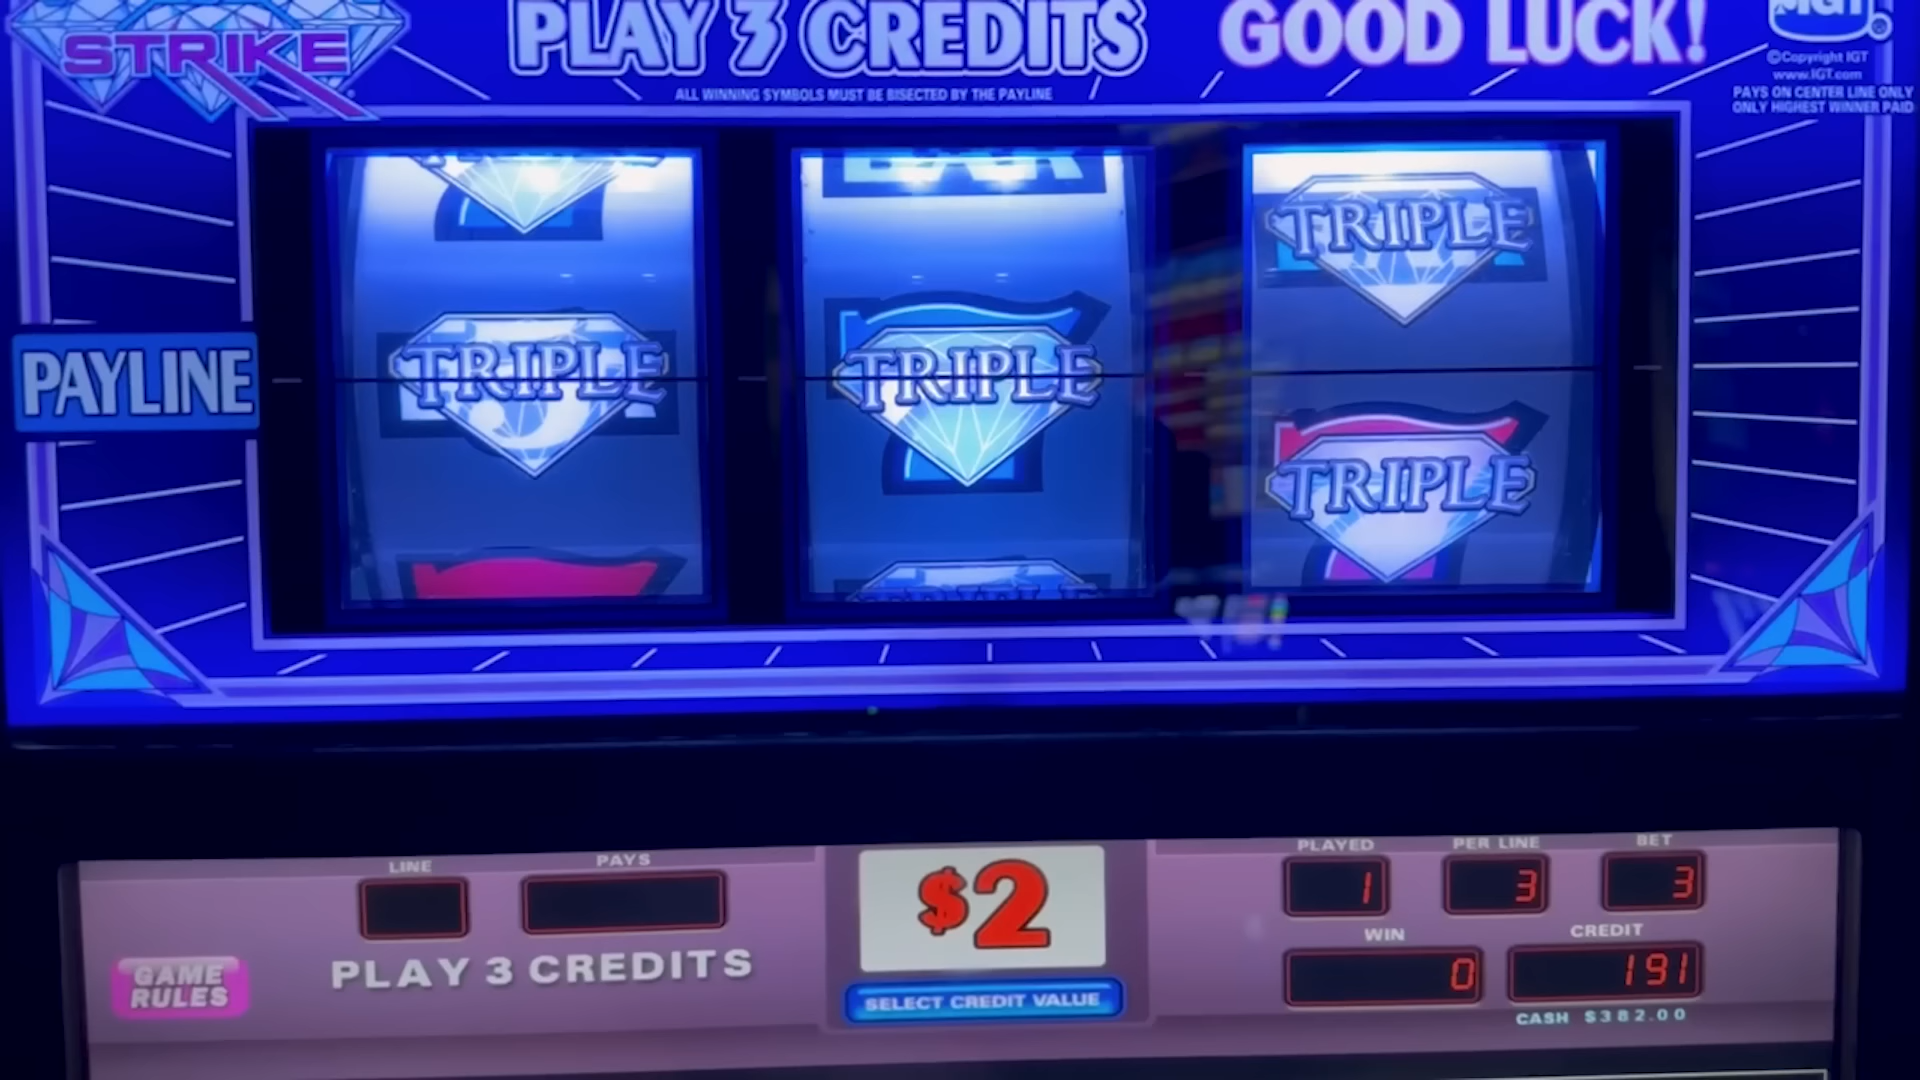 STRIKE
PLAY 3 CREDITS
GOOD LUCK!
IGT
©Copyright IGT
www.IGT.com
PAYS ON CENTER LINE ONLY
ONLY HIGHEST WINNER PAID
ALL WINNING SYMBOLS MUST BE BISECTED BY THE PAYLINE
BAR
TRIPLE
PAYLINE
TRIPLE
TRIPLE
TRIPLE
TRIPLE
LINE
PAYS
$2
PLAYED
PER LINE
BET
1
3
3
GAME
RULES
PLAY 3 CREDITS
SELECT CREDIT VALUE
WIN
CREDIT
0
191
CASH $382.00